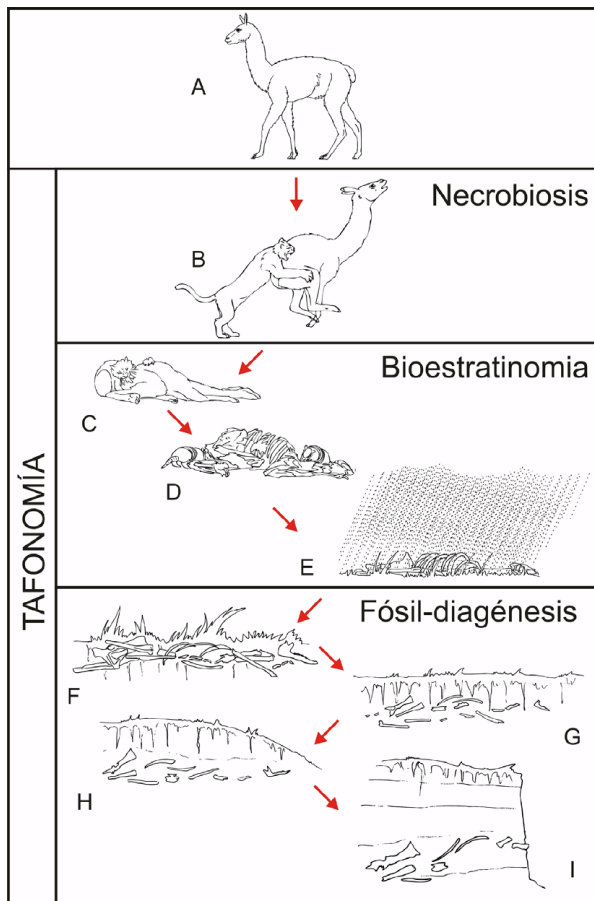 A
Necrobiosis
B
Bioestratinomia
C
D
E
TAFONOMÍA
Fósil-diagénesis
F
G
H
I